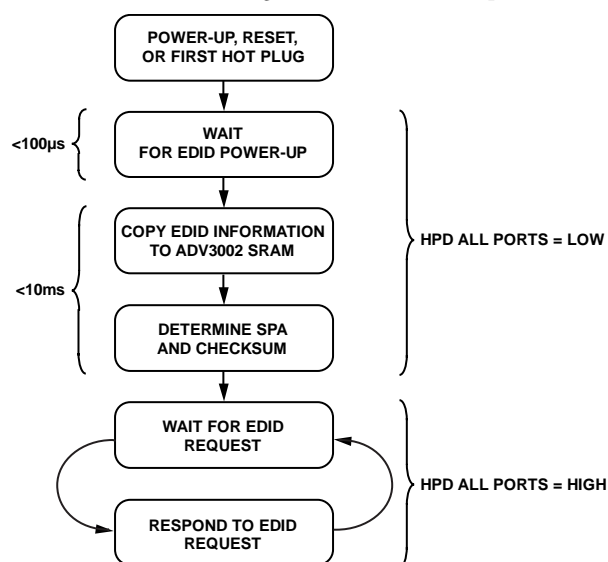 POWER-UP, RESET,
OR FIRST HOT PLUG
<100µs
WAIT
FOR EDID POWER-UP
COPY EDID INFORMATION
TO ADV3002 SRAM
HPD ALL PORTS = LOW
<10ms
DETERMINE SPA
AND CHECKSUM
WAIT FOR EDID
REQUEST
HPD ALL PORTS = HIGH
RESPOND TO EDID
REQUEST